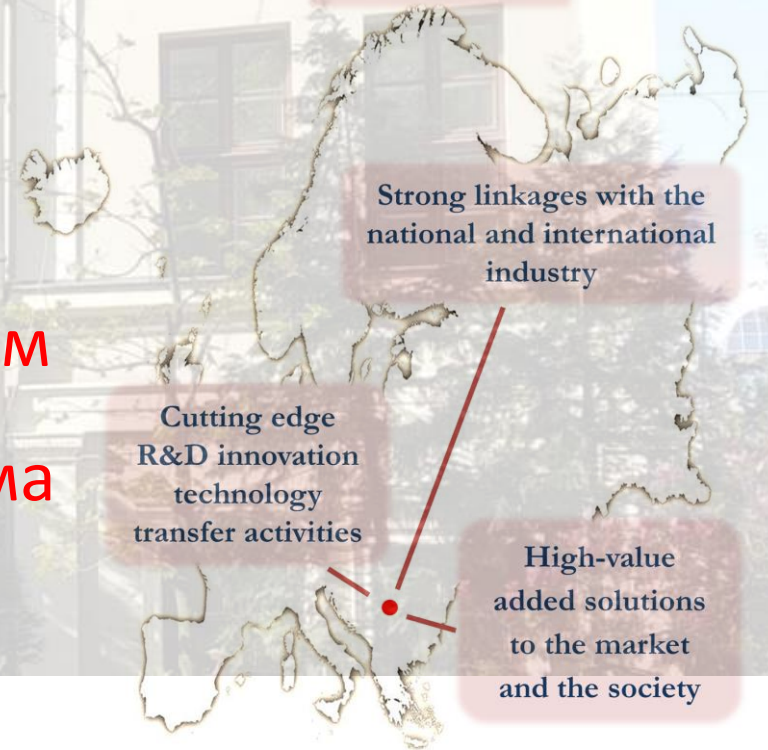 Strong linkages with the
national and international
industry
м
ма
Cutting edge
R&D innovation
technology
transfer activities
High-value
added solutions
to the market
and the society